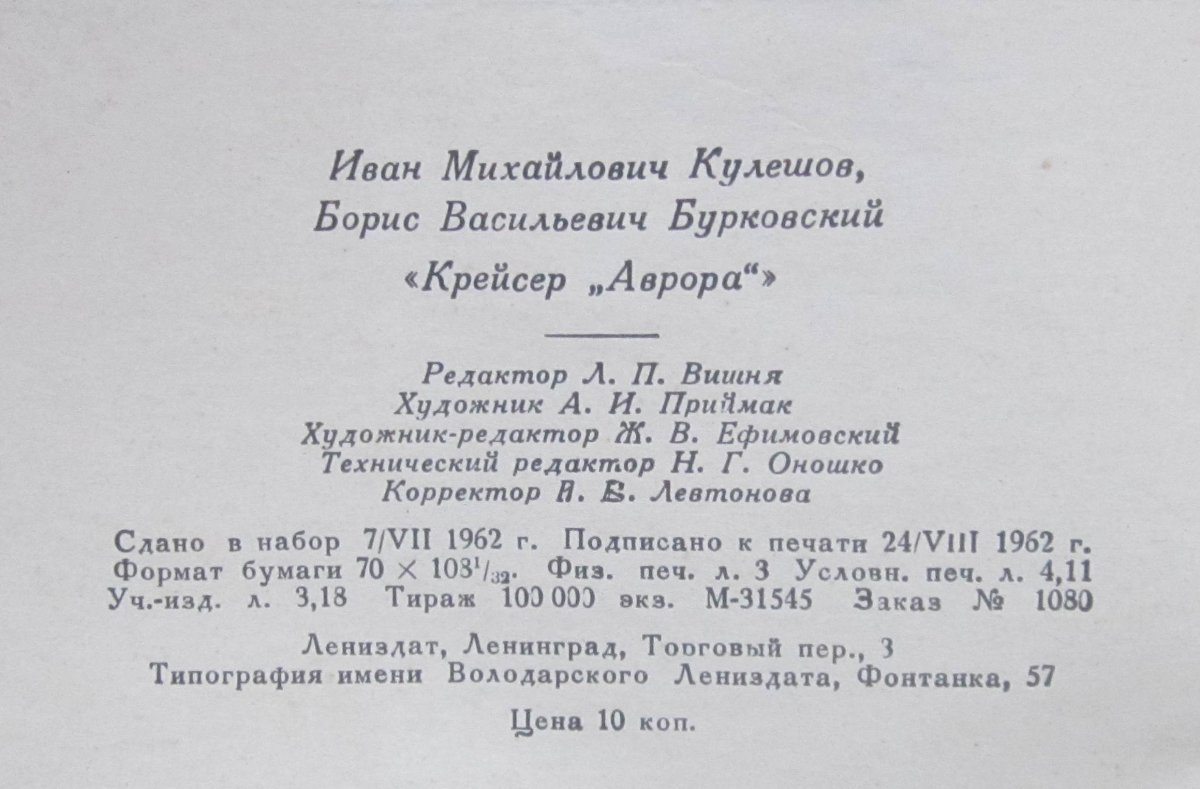 Иван Михайлович Кулешов,
Борис Васильевич Бурковский
«Крейсер „Аврора“»
Редактор Л. П. Вишня
Художник А. И. Приймак
Художник-редактор Ж. В. Ефимовский
Технический редактор Н. Г. Оношко
Корректор Левтонова
Сдано в набор 7/VII 1962 г. Подписано к печати 24/VIII 1962 г.
Формат бумаги 70 × 108¹/₃₂. Физ. печ. л. 3 Условн. печ. л. 4,11
Уч.-изд. л. 3,18 Тираж 100 000 экз. М-31545 Заказ № 1080
Лениздат, Ленинград, Торговый пер., 3
Типография имени Володарского Лениздата, Фонтанка, 57
Цена 10 коп.